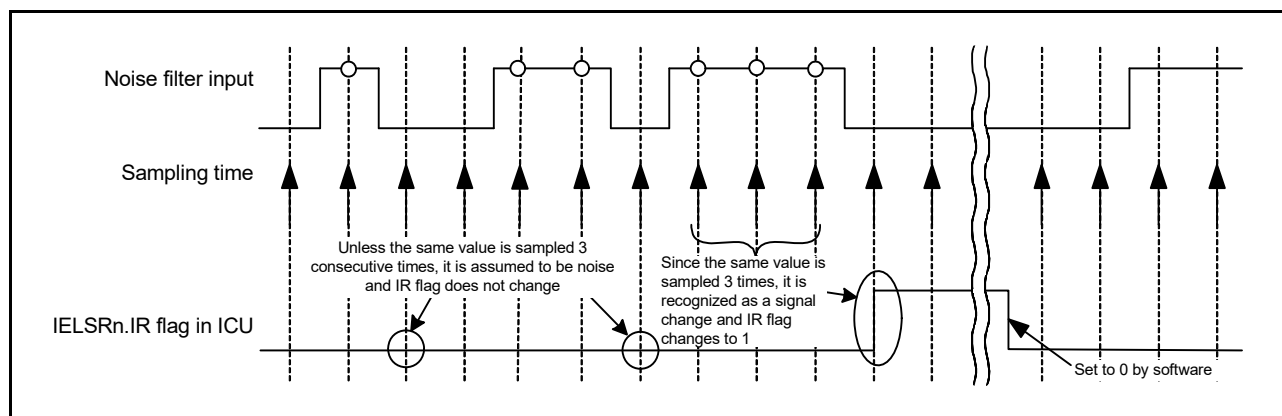 Noise filter input
Sampling time
Unless the same value is sampled 3
consecutive times, it is assumed to be noise
and IR flag does not change
Since the same value is
sampled 3 times, it is
recognized as a signal
change and IR flag
changes to 1
IELSRn.IR flag in ICU
Set to 0 by software